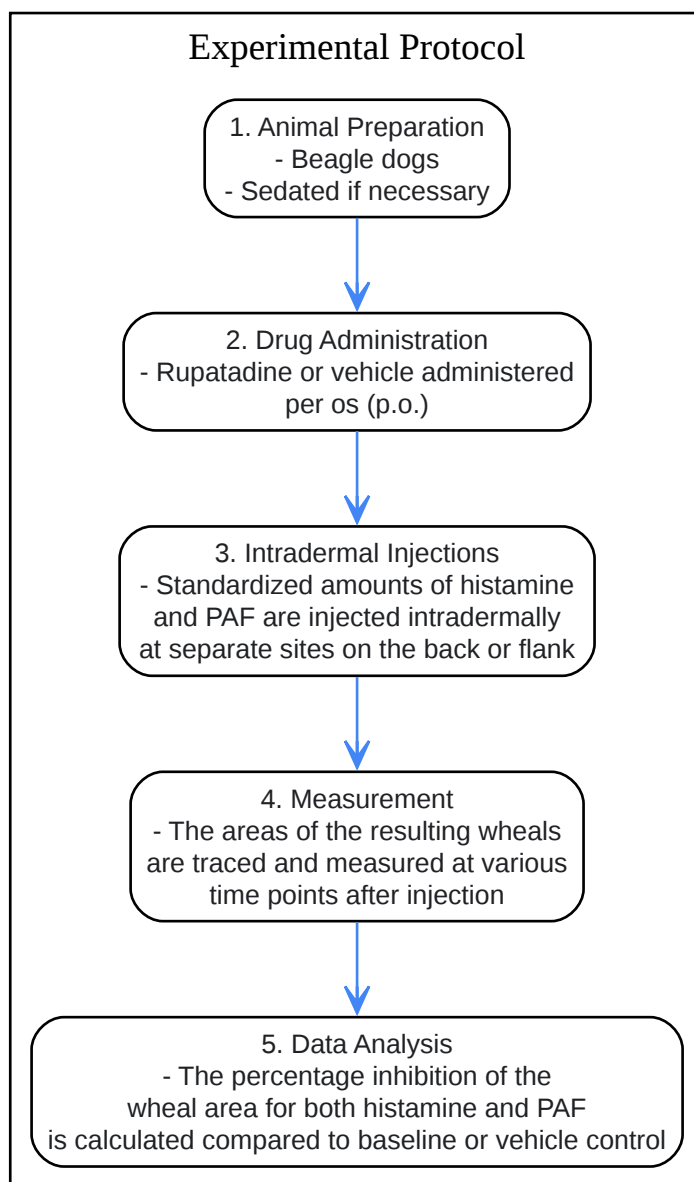 Experimental Protocol
1. Animal Preparation
- Beagle dogs
- Sedated if necessary
2. Drug Administration
- Rupatadine or vehicle administered
per os (p.o.)
3. Intradermal Injections
- Standardized amounts of histamine
and PAF are injected intradermally
at separate sites on the back or flank
4. Measurement
- The areas of the resulting wheals
are traced and measured at various
time points after injection
5. Data Analysis
- The percentage inhibition of the
wheal area for both histamine and PAF
is calculated compared to baseline or vehicle control